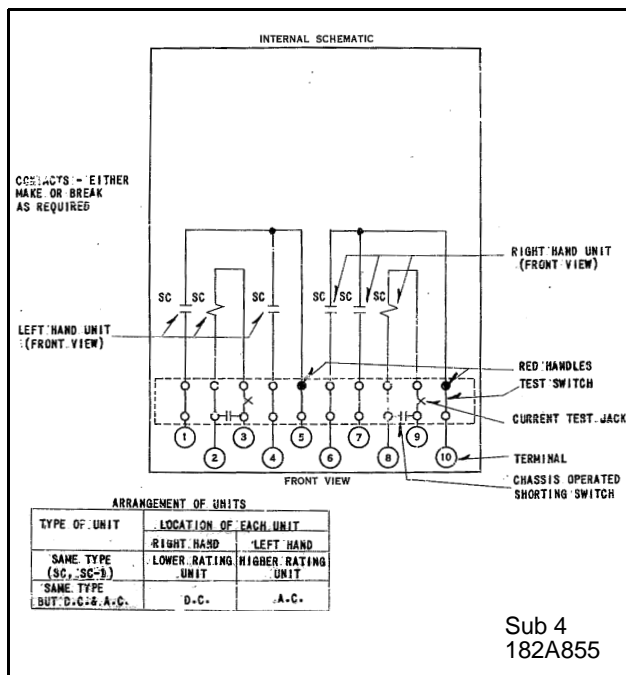 INTERNAL SCHEMATIC
CONTACTS - EITHER
MAKE OR BREAK
AS REQUIRED
RIGHT HAND UNIT
(FRONT VIEW)
SC
SC
SC
SC
SC
SC
LEFT HAND UNIT
(FRONT VIEW)
RED HANDLES
TEST SWITCH
CURRENT TEST JACK
1
3
5
7
9
2
4
6
8
10
TERMINAL
CHASSIS OPERATED
SHORTING SWITCH
FRONT VIEW
ARRANGEMENT OF UNITS
TYPE OF UNIT LOCATION OF EACH UNIT
RIGHT HAND LEFT HAND
SAME TYPE LOWER RATING HIGHER RATING
(SC, SC-1) UNIT UNIT
SAME TYPE
BUT D.C. & A.C. D.C. A.C.
Sub 4
182A855